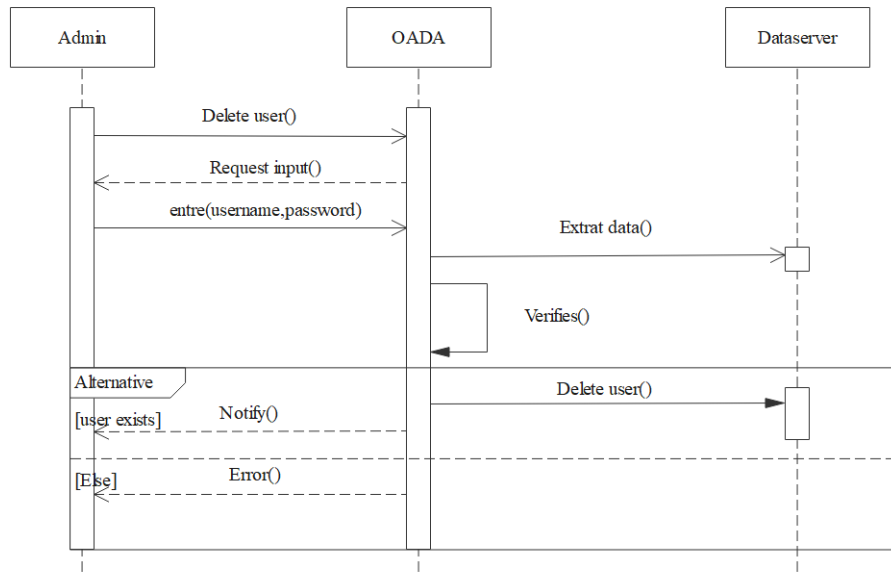 Admin
OADA
Dataserver
Delete user()
Request input()
entre(username,password)
Extrat data()
Verifies()
Alternative
Delete user()
[user exists]
Notify()
[Else]
Error()